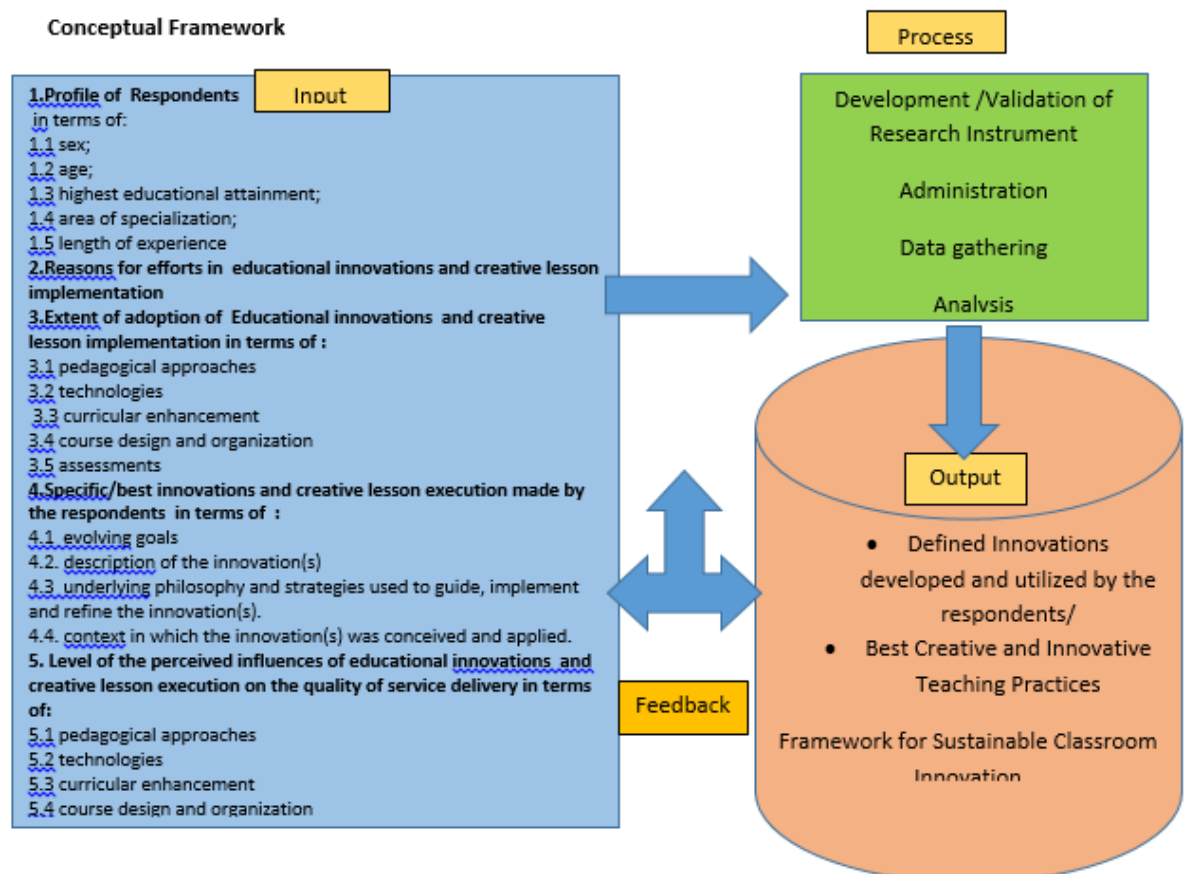 Conceptual Framework
Input
1.Profile of Respondents
in terms of:
1.1 sex;
1.2 age;
1.3 highest educational attainment;
1.4 area of specialization;
1.5 length of experience
2.Reasons for efforts in educational innovations and creative lesson
implementation
3.Extent of adoption of Educational innovations and creative
lesson implementation in terms of :
3.1 pedagogical approaches
3.2 technologies
3.3 curricular enhancement
3.4 course design and organization
3.5 assessments
4.Specific/best innovations and creative lesson execution made by
the respondents in terms of :
4.1 evolving goals
4.2. description of the innovation(s)
4.3 underlying philosophy and strategies used to guide, implement
and refine the innovation(s).
4.4. context in which the innovation(s) was conceived and applied.
5. Level of the perceived influences of educational innovations and
creative lesson execution on the quality of service delivery in terms
of:
5.1 pedagogical approaches
5.2 technologies
5.3 curricular enhancement
5.4 course design and organization
Process
Development /Validation of
Research Instrument
Administration
Data gathering
Analysis
Output
• Defined Innovations
developed and utilized by the
respondents/
• Best Creative and Innovative
Teaching Practices
Framework for Sustainable Classroom
Innovation
Feedback